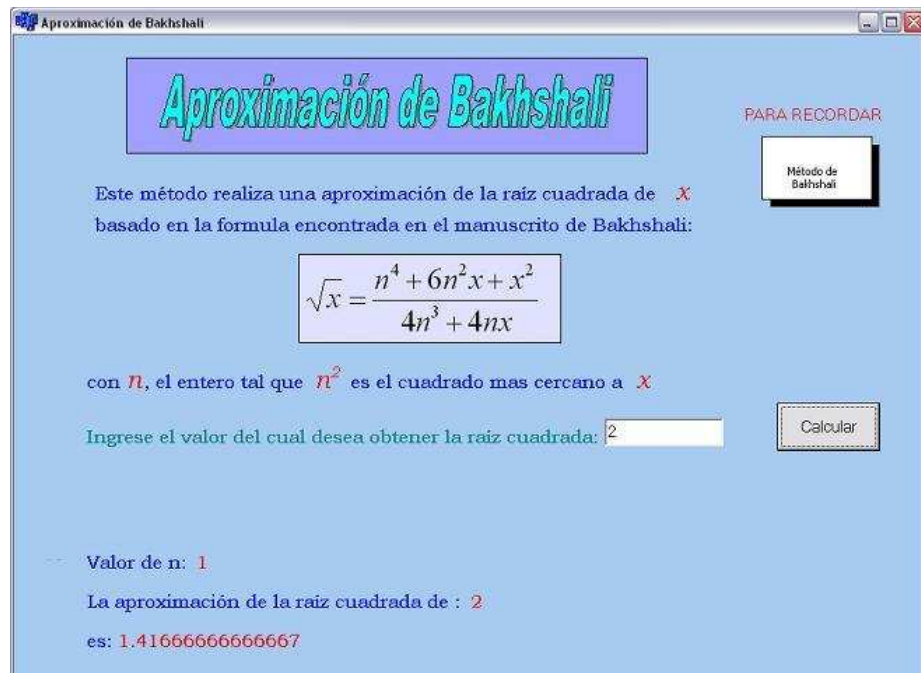 Aproximación de Bakhshali
Aproximación de Bakhshali
PARA RECORDAR
Método de
Bakhshali
Este método realiza una aproximación de la raíz cuadrada de x
basado en la formula encontrada en el manuscrito de Bakhshali:
√x = (n⁴ + 6n²x + x²) / (4n³ + 4nx)
con n, el entero tal que n² es el cuadrado mas cercano a x
Ingrese el valor del cual desea obtener la raiz cuadrada: 2
Calcular
Valor de n: 1
La aproximación de la raiz cuadrada de : 2
es: 1.41666666666667